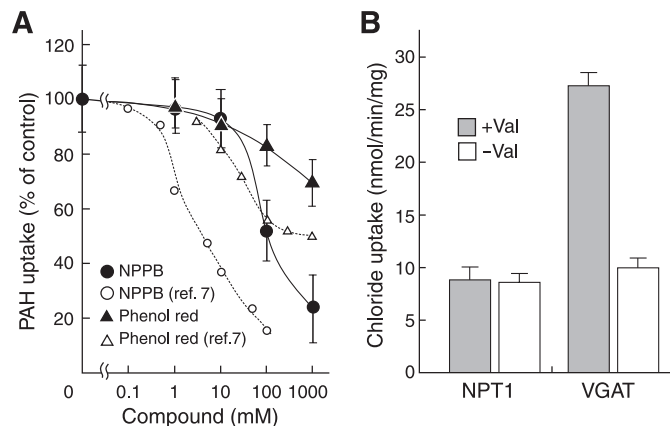 A
120
100
80
60
40
20
0
0.1
1
10
100
1000
PAH uptake (% of control)
Compound (mM)
NPPB
NPPB (ref. 7)
Phenol red
Phenol red (ref.7)
B
30
25
20
15
10
5
0
Chloride uptake (nmol/min/mg)
+Val
−Val
NPT1
VGAT